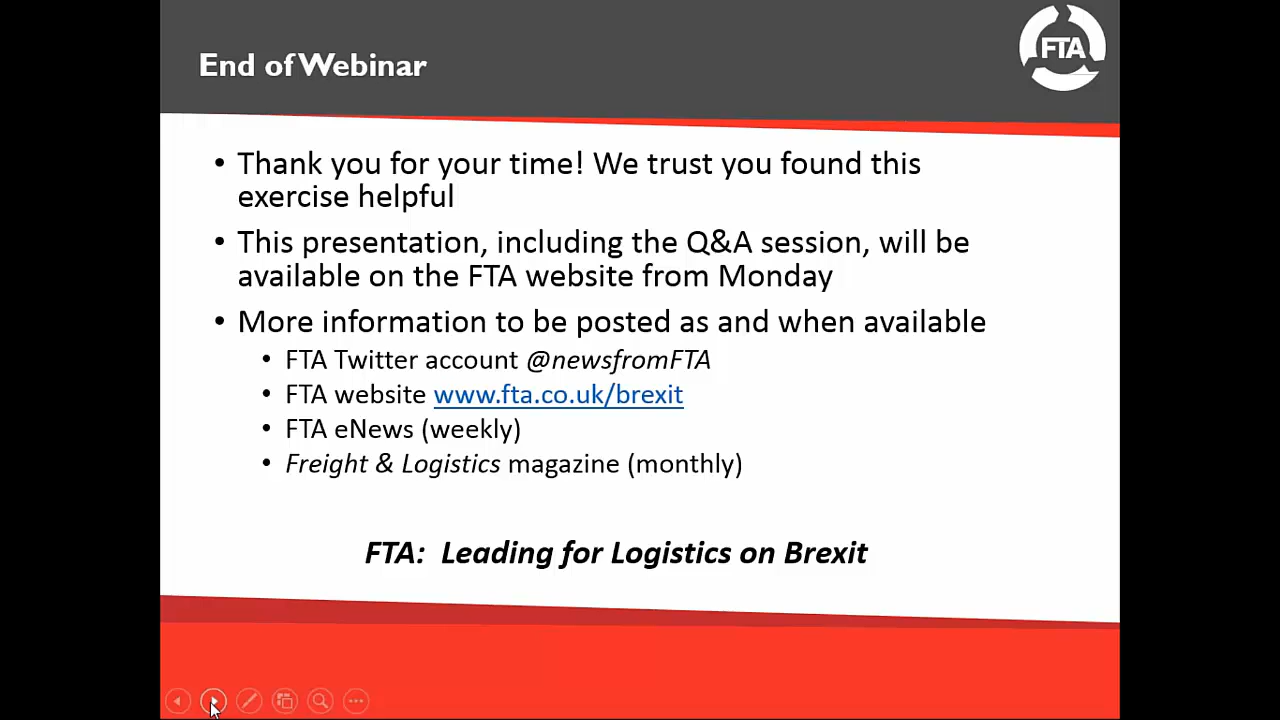 End of Webinar
FTA
• Thank you for your time! We trust you found this
exercise helpful
• This presentation, including the Q&A session, will be
available on the FTA website from Monday
• More information to be posted as and when available
• FTA Twitter account @newsfromFTA
• FTA website www.fta.co.uk/brexit
• FTA eNews (weekly)
• Freight & Logistics magazine (monthly)
FTA: Leading for Logistics on Brexit